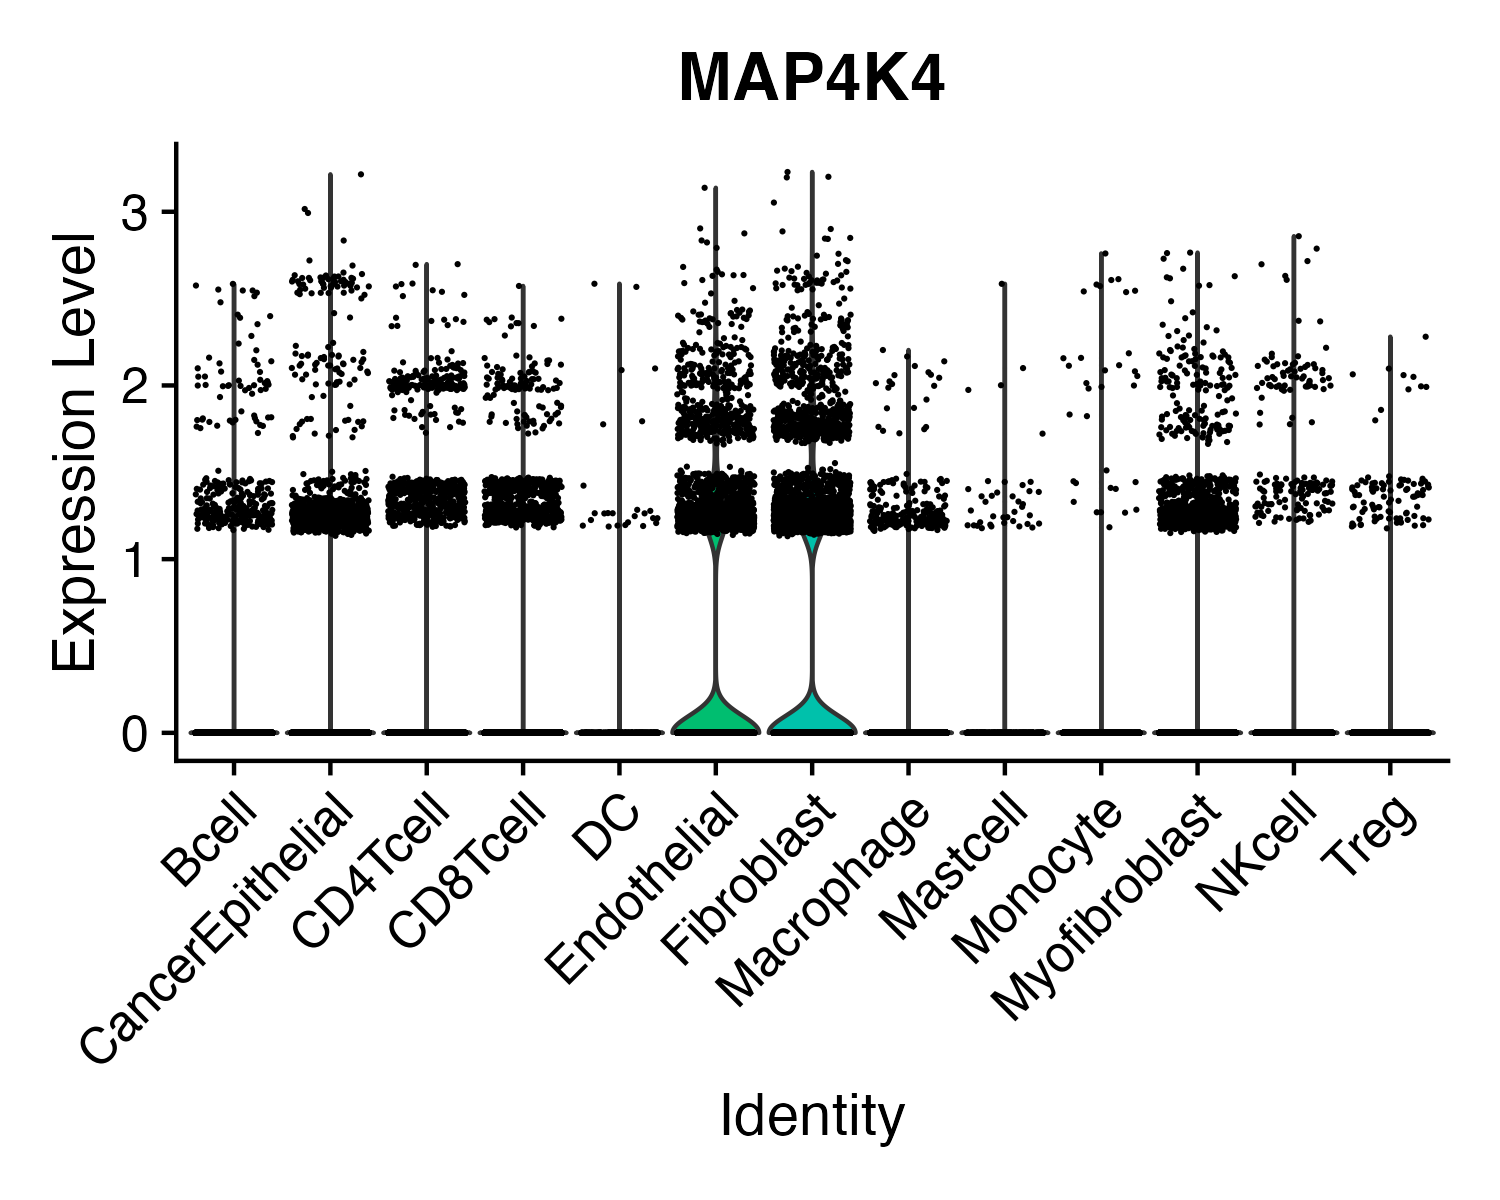 MAP4K4
Expression Level
3
2
1
0
Bcell
CancerEpithelial
CD4Tcell
CD8Tcell
DC
Endothelial
Fibroblast
Macrophage
Mastcell
Monocyte
Myofibroblast
NKcell
Treg
Identity